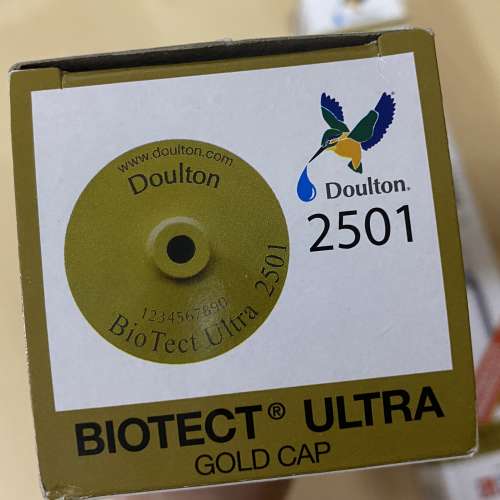 www.doulton.com
Doulton
1234567890
BioTect Ultra 2501
Doulton®
2501
BIOTECT® ULTRA
GOLD CAP